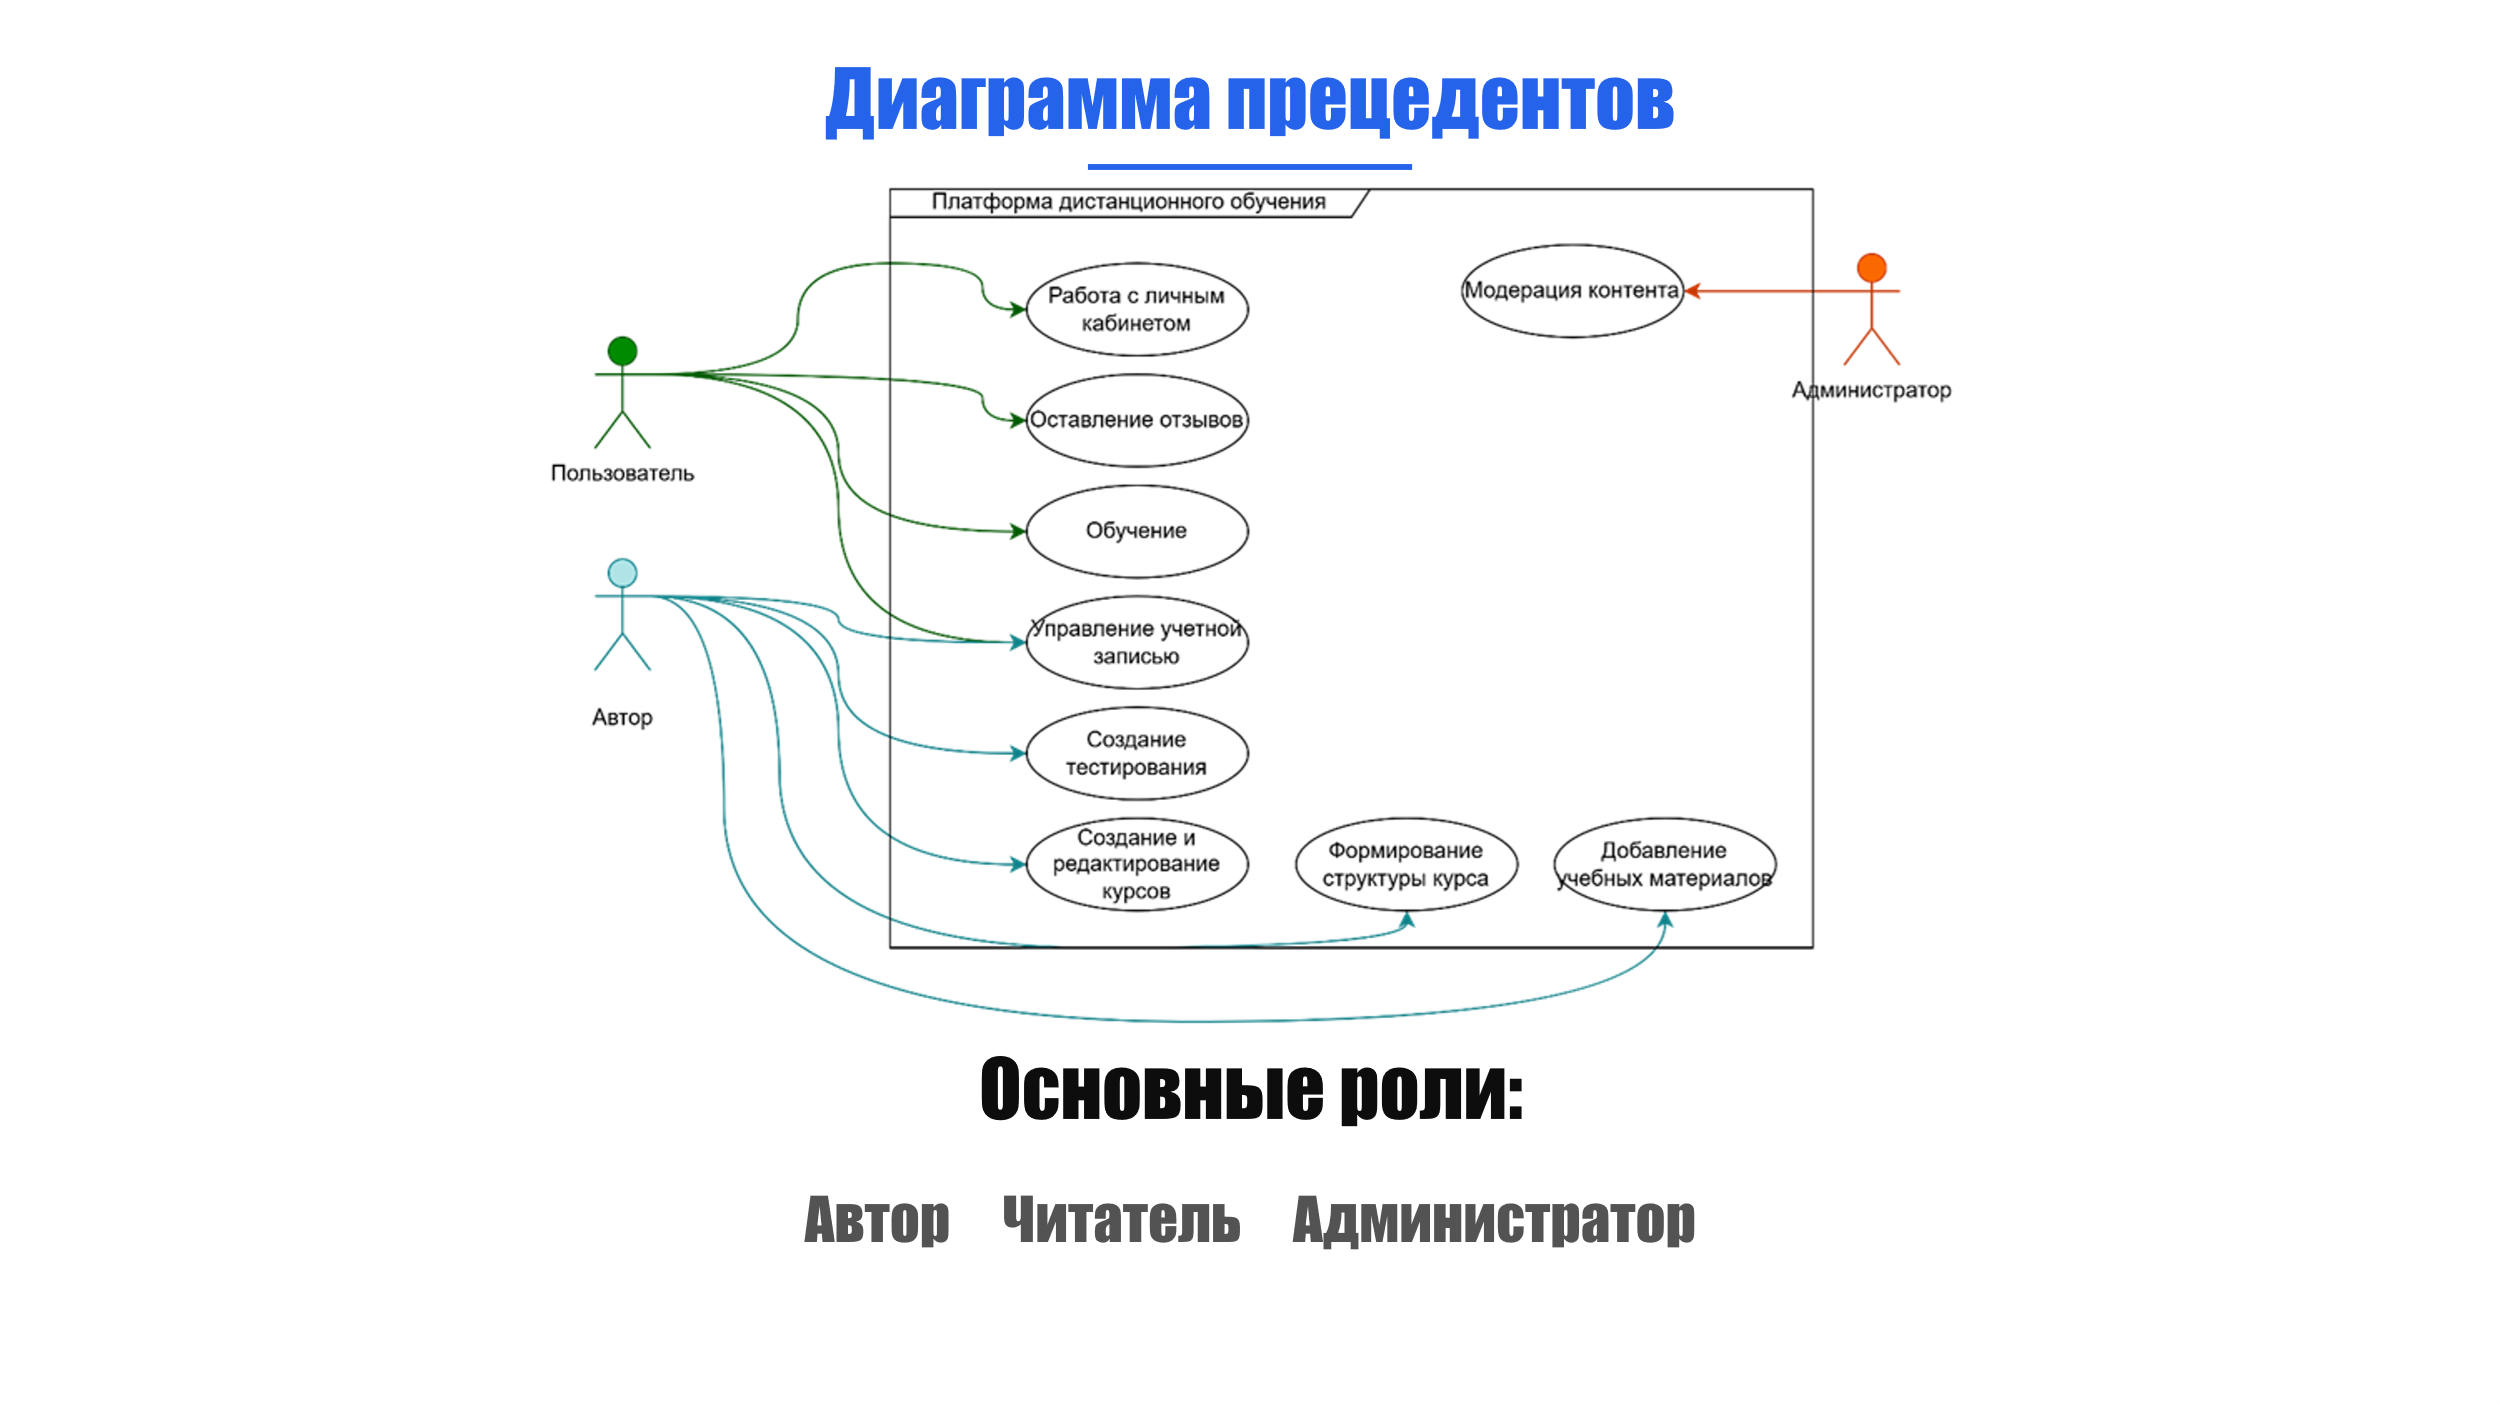 Диаграмма прецедентов
Платформа дистанционного обучения
Работа с личным
кабинетом
Модерация контента
Администратор
Оставление отзывов
Пользователь
Обучение
Управление учетной
записью
Автор
Создание
тестирования
Создание и
редактирование
курсов
Формирование
структуры курса
Добавление
учебных материалов
Основные роли:
Автор Читатель Администратор